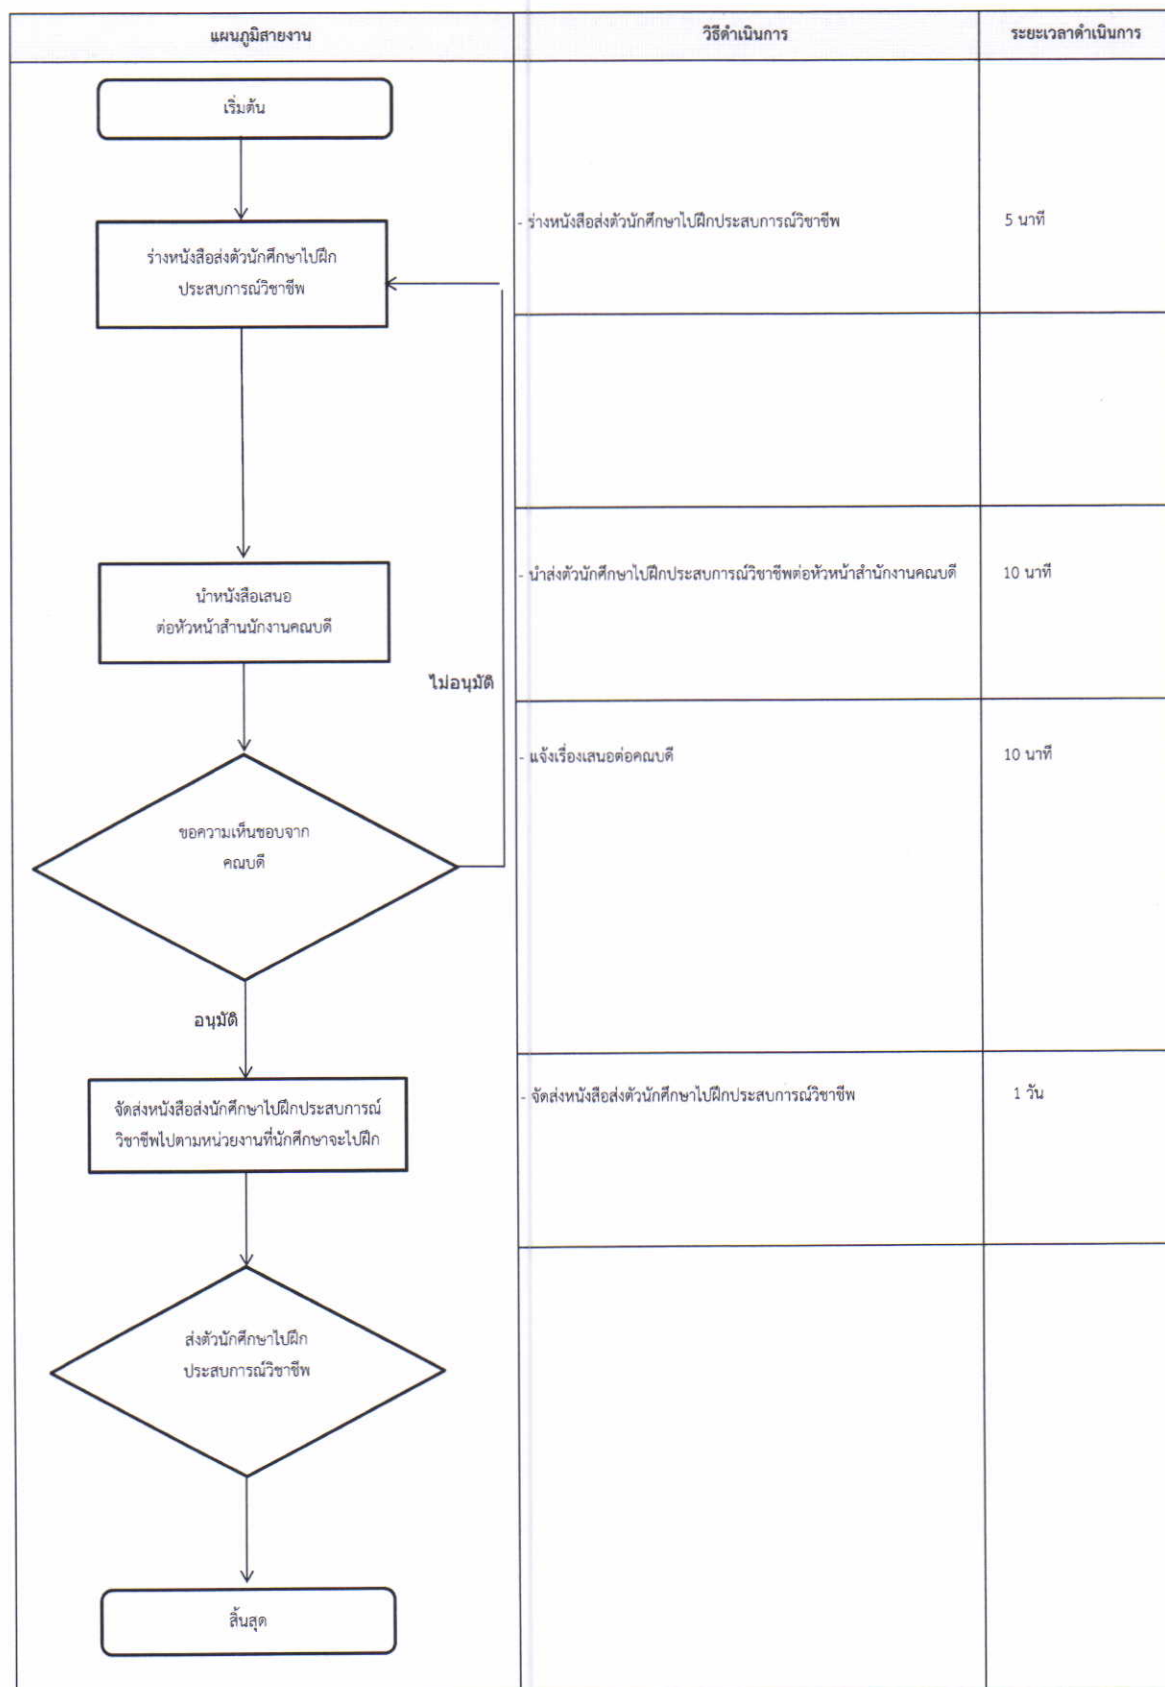 แผนภูมิสายงาน
วิธีดำเนินการ
ระยะเวลาดำเนินการ
เริ่มต้น
ร่างหนังสือส่งตัวนักศึกษาไปฝึก
ประสบการณ์วิชาชีพ
- ร่างหนังสือส่งตัวนักศึกษาไปฝึกประสบการณ์วิชาชีพ
5 นาที
นำหนังสือเสนอ
ต่อหัวหน้าสำนนักงานคณบดี
- นำส่งตัวนักศึกษาไปฝึกประสบการณ์วิชาชีพต่อหัวหน้าสำนักงานคณบดี
10 นาที
ไม่อนุมัติ
ขอความเห็นชอบจาก
คณบดี
- แจ้งเรื่องเสนอต่อคณบดี
10 นาที
อนุมัติ
จัดส่งหนังสือส่งนักศึกษาไปฝึกประสบการณ์
วิชาชีพไปตามหน่วยงานที่นักศึกษาจะไปฝึก
- จัดส่งหนังสือส่งตัวนักศึกษาไปฝึกประสบการณ์วิชาชีพ
1 วัน
ส่งตัวนักศึกษาไปฝึก
ประสบการณ์วิชาชีพ
สิ้นสุด